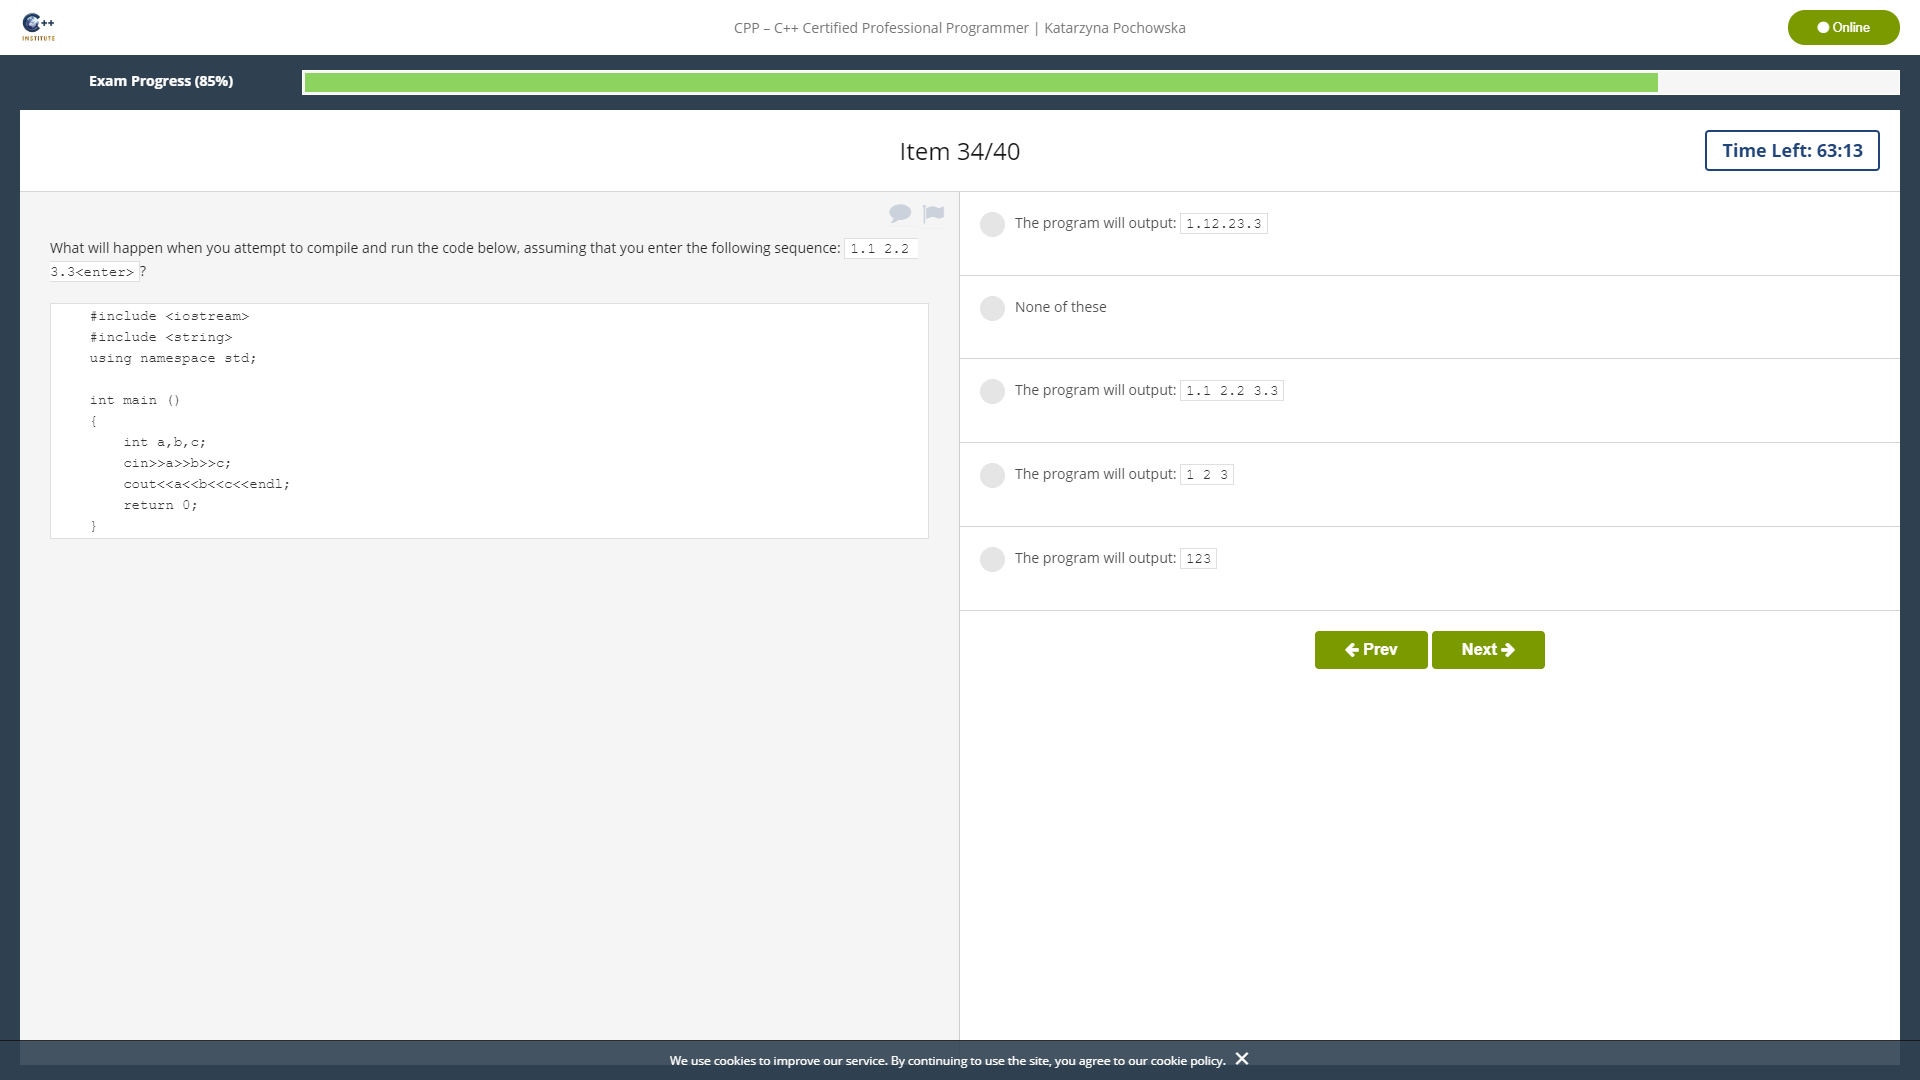 C++
INSTITUTE
CPP – C++ Certified Professional Programmer | Katarzyna Pochowska
Online
Exam Progress (85%)
Item 34/40
Time Left: 63:13
What will happen when you attempt to compile and run the code below, assuming that you enter the following sequence: 1.1 2.2
3.3<enter> ?
#include <iostream>
#include <string>
using namespace std;
int main ()
{
int a,b,c;
cin>>a>>b>>c;
cout<<a<<b<<c<<endl;
return 0;
}
The program will output: 1.12.23.3
None of these
The program will output: 1.1 2.2 3.3
The program will output: 1 2 3
The program will output: 123
Prev
Next
We use cookies to improve our service. By continuing to use the site, you agree to our cookie policy.